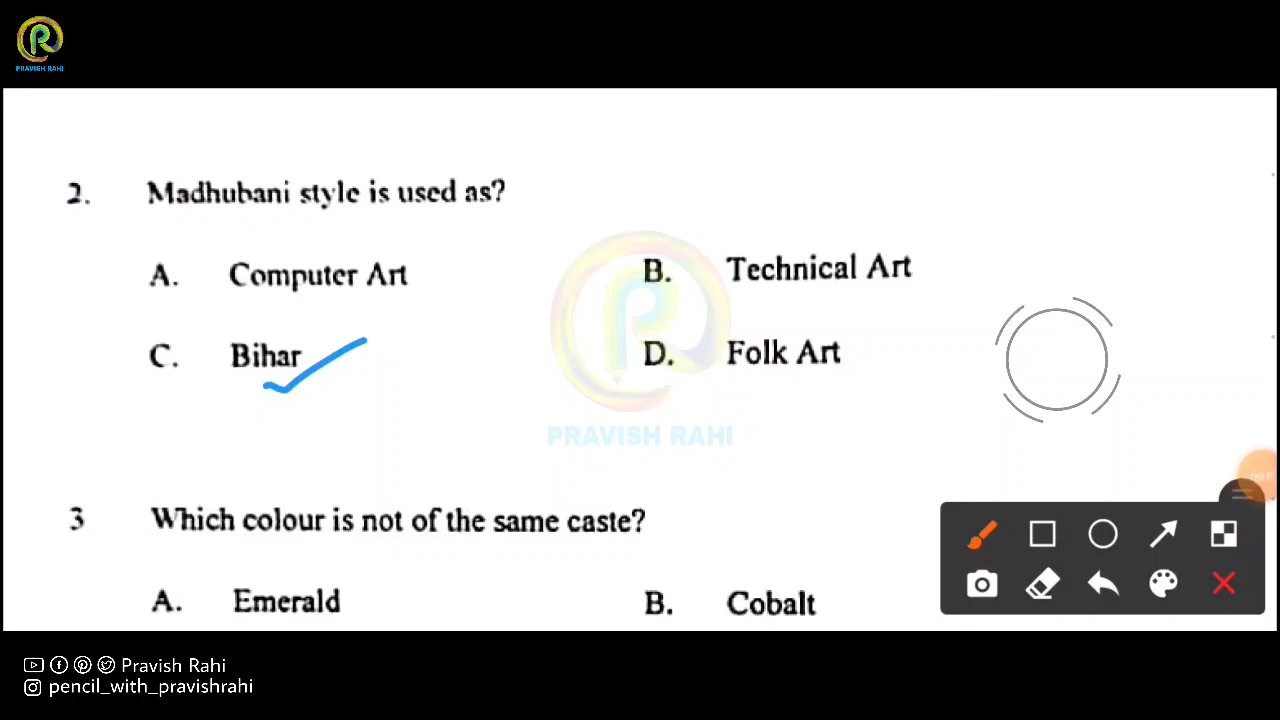 PRAVISH RAHI
2. Madhubani style is used as?
A. Computer Art B. Technical Art
C. Bihar D. Folk Art
PRAVISH RAHI
3 Which colour is not of the same caste?
A. Emerald B. Cobalt
Pravish Rahi
pencil_with_pravishrahi